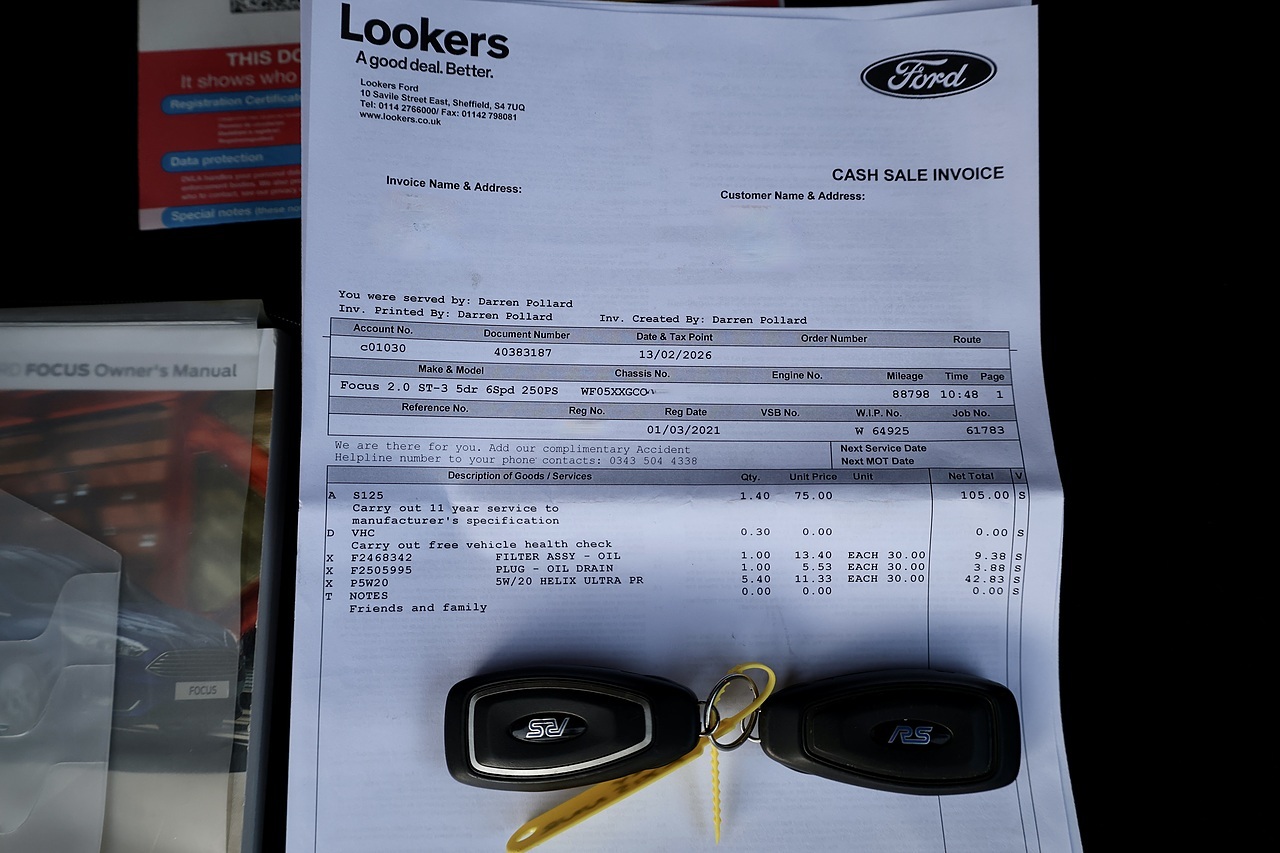 THIS DO
It shows who
Registration Certifica
Data protection
Special notes (these no
Lookers
A good deal. Better.
Lookers Ford
10 Savile Street East, Sheffield, S4 7UQ
Tel: 0114 2766000/ Fax: 01142 798081
www.lookers.co.uk
Ford
CASH SALE INVOICE
Invoice Name & Address:
Customer Name & Address:
You were served by: Darren Pollard
Inv. Printed By: Darren Pollard Inv. Created By: Darren Pollard
Account No. Document Number Date & Tax Point Order Number Route
c01030 40383187 13/02/2026
Make & Model Chassis No. Engine No. Mileage Time Page
Focus 2.0 ST-3 5dr 6Spd 250PS WF05XXGCO 88798 10:48 1
Reference No. Reg No. Reg Date VSB No. W.I.P. No. Job No.
01/03/2021 W 64925 61783
We are there for you. Add our complimentary Accident
Helpline number to your phone contacts: 0343 504 4338
Next Service Date
Next MOT Date
Description of Goods / Services Qty. Unit Price Unit Net Total V
A S125 1.40 75.00 105.00 S
Carry out 11 year service to
manufacturer's specification
D VHC 0.30 0.00 0.00 S
Carry out free vehicle health check
X F2468342 FILTER ASSY - OIL 1.00 13.40 EACH 30.00 9.38 S
X F2505995 PLUG - OIL DRAIN 1.00 5.53 EACH 30.00 3.88 S
X P5W20 5W/20 HELIX ULTRA PR 5.40 11.33 EACH 30.00 42.83 S
T NOTES 0.00 0.00 0.00 S
Friends and family
RD FOCUS Owner's Manual
FOCUS
RS
RS